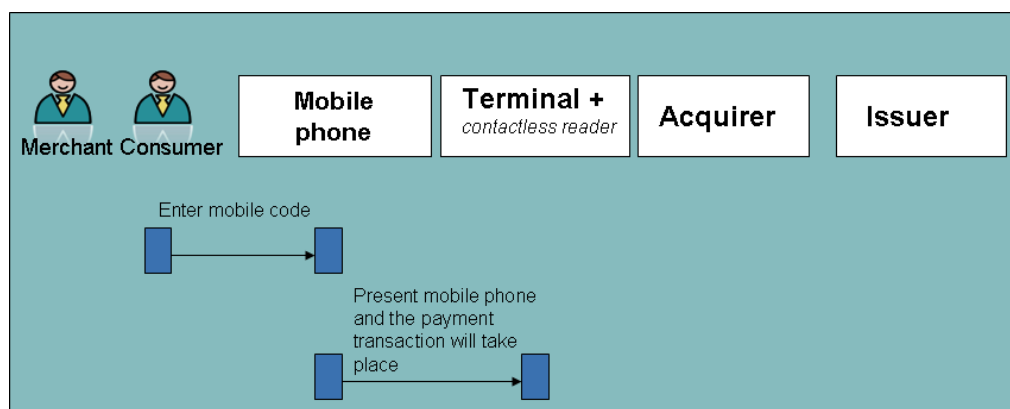 Merchant Consumer
Mobile
phone
Terminal +
contactless reader
Acquirer
Issuer
Enter mobile code
Present mobile phone
and the payment
transaction will take
place